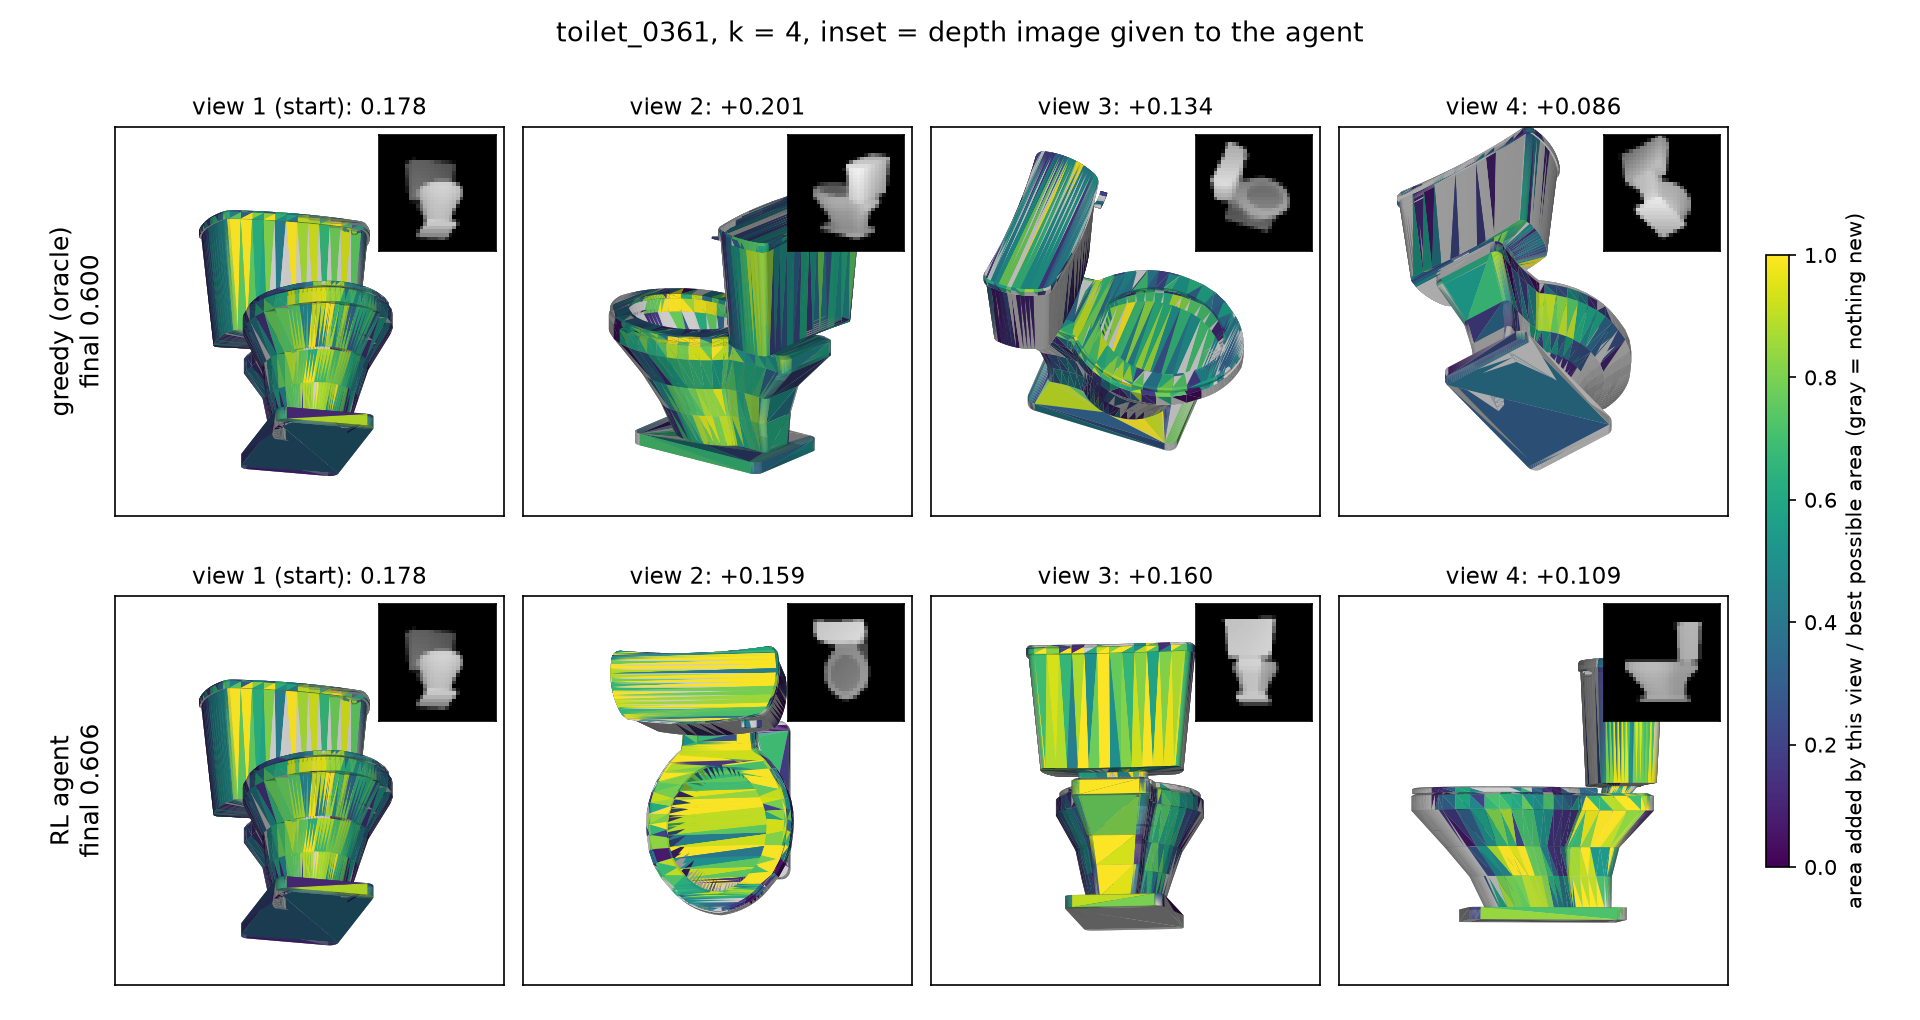 toilet_0361, k = 4, inset = depth image given to the agent
greedy (oracle)
final 0.600
view 1 (start): 0.178
view 2: +0.201
view 3: +0.134
view 4: +0.086
RL agent
final 0.606
view 1 (start): 0.178
view 2: +0.159
view 3: +0.160
view 4: +0.109
1.0
0.8
0.6
0.4
0.2
0.0
area added by this view / best possible area (gray = nothing new)